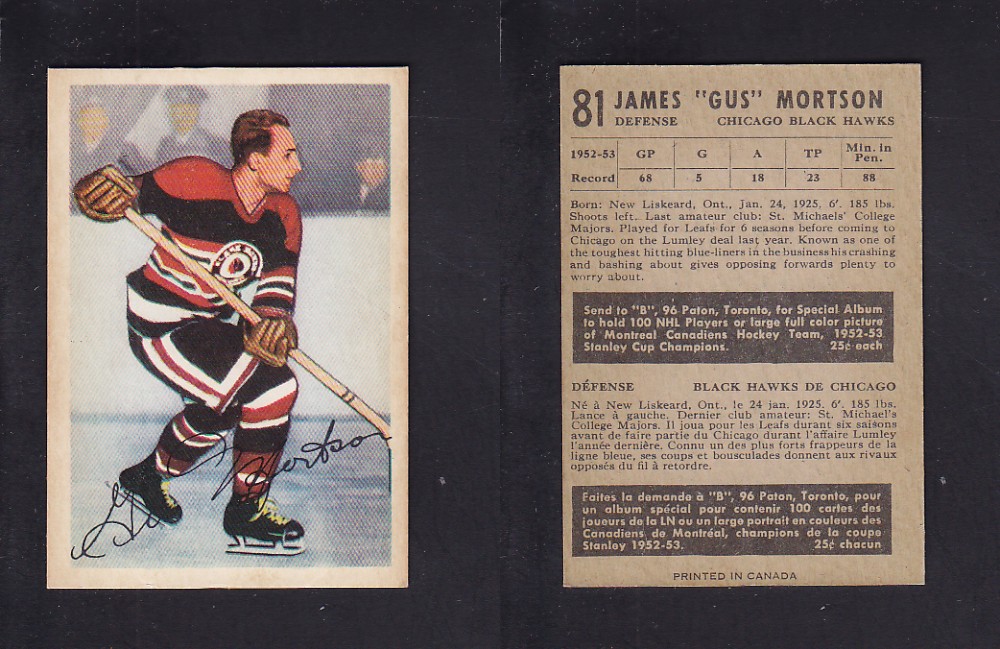 Gus Mortson
81 JAMES "GUS" MORTSON
DEFENSE CHICAGO BLACK HAWKS
1952-53 GP G A TP Min. in Pen.
Record 68 5 18 23 88
Born: New Liskeard, Ont., Jan. 24, 1925. 6'. 185 lbs.
Shoots left. Last amateur club: St. Michaels' College
Majors. Played for Leafs for 6 seasons before coming to
Chicago on the Lumley deal last year. Known as one of
the toughest hitting blue-liners in the business his crashing
and bashing about gives opposing forwards plenty to
worry about.
Send to "B", 96 Paton, Toronto, for Special Album
to hold 100 NHL Players or large full color picture
of Montreal Canadiens Hockey Team, 1952-53
Stanley Cup Champions. 25¢ each
DÉFENSE BLACK HAWKS DE CHICAGO
Né à New Liskeard, Ont., le 24 jan. 1925. 6'. 185 lbs.
Lance à gauche. Dernier club amateur: St. Michael's
College Majors. Il joua pour les Leafs durant six saisons
avant de faire partie du Chicago durant l'affaire Lumley
l'année dernière. Connu un des plus forts frappeurs de la
ligne bleue, ses coups et bousculades donnent aux rivaux
opposés du fil à retordre.
Faites la demande à "B", 96 Paton, Toronto, pour
un album spécial pour contenir 100 cartes des
joueurs de la LN ou un large portrait en couleurs des
Canadiens de Montréal, champions de la coupe
Stanley 1952-53. 25¢ chacun
PRINTED IN CANADA